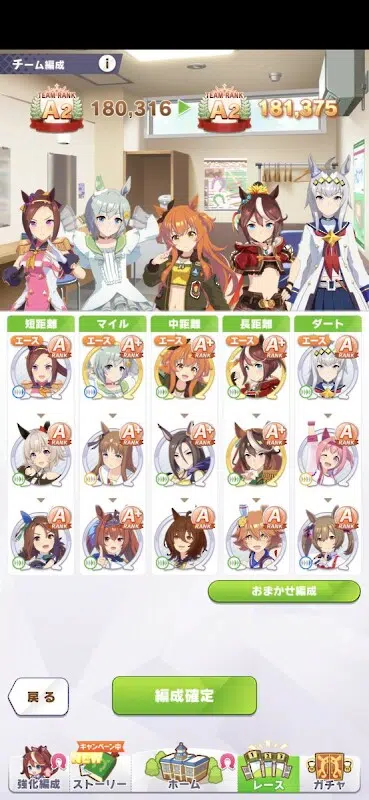 チーム編成 i
TEAM RANK A2 180,316 TEAM RANK A2 181,375
短距離 マイル 中距離 長距離 ダート
エース A RANK エース A+ RANK エース A+ RANK エース A+ RANK エース A RANK
A RANK A+ RANK A+ RANK A RANK A RANK
A RANK A+ RANK A RANK A RANK A RANK
おまかせ編成
戻る 編成確定
キャンペーン中
NEW
強化編成 ストーリー ホーム レース ガチャ